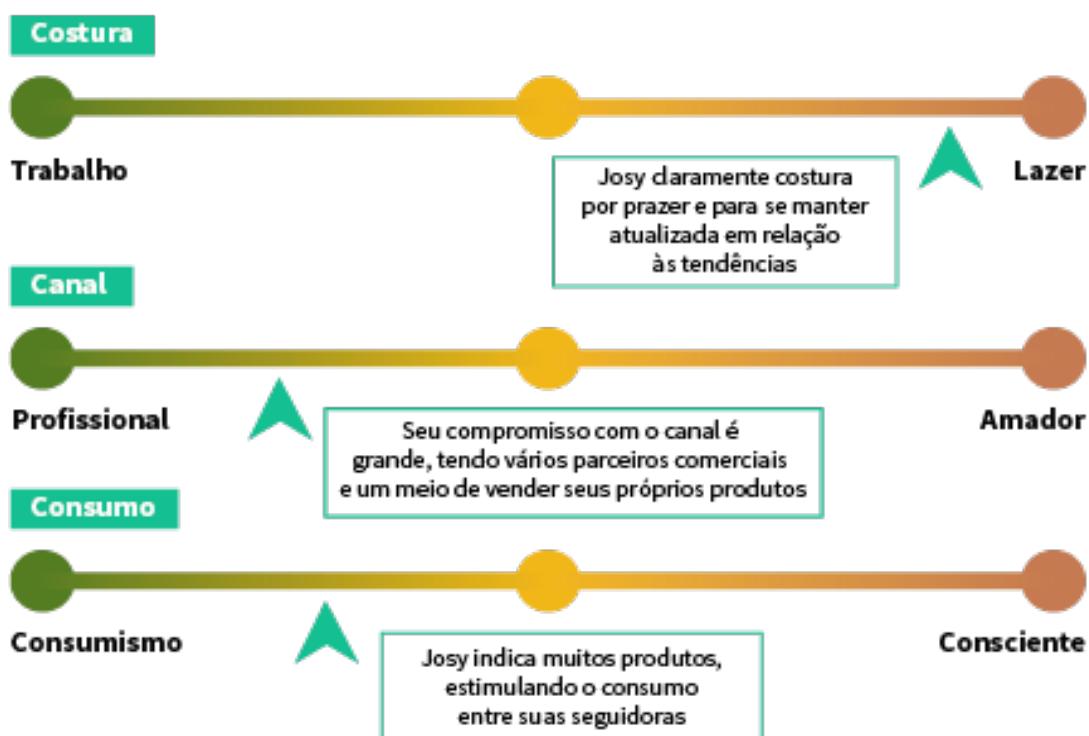 Costura
Trabalho
Lazer
Josy claramente costura
por prazer e para se manter
atualizada em relação
às tendências
Canal
Profissional
Amador
Seu compromisso com o canal é
grande, tendo vários parceiros comerciais
e um meio de vender seus próprios produtos
Consumo
Consumismo
Consciente
Josy indica muitos produtos,
estimulando o consumo
entre suas seguidoras